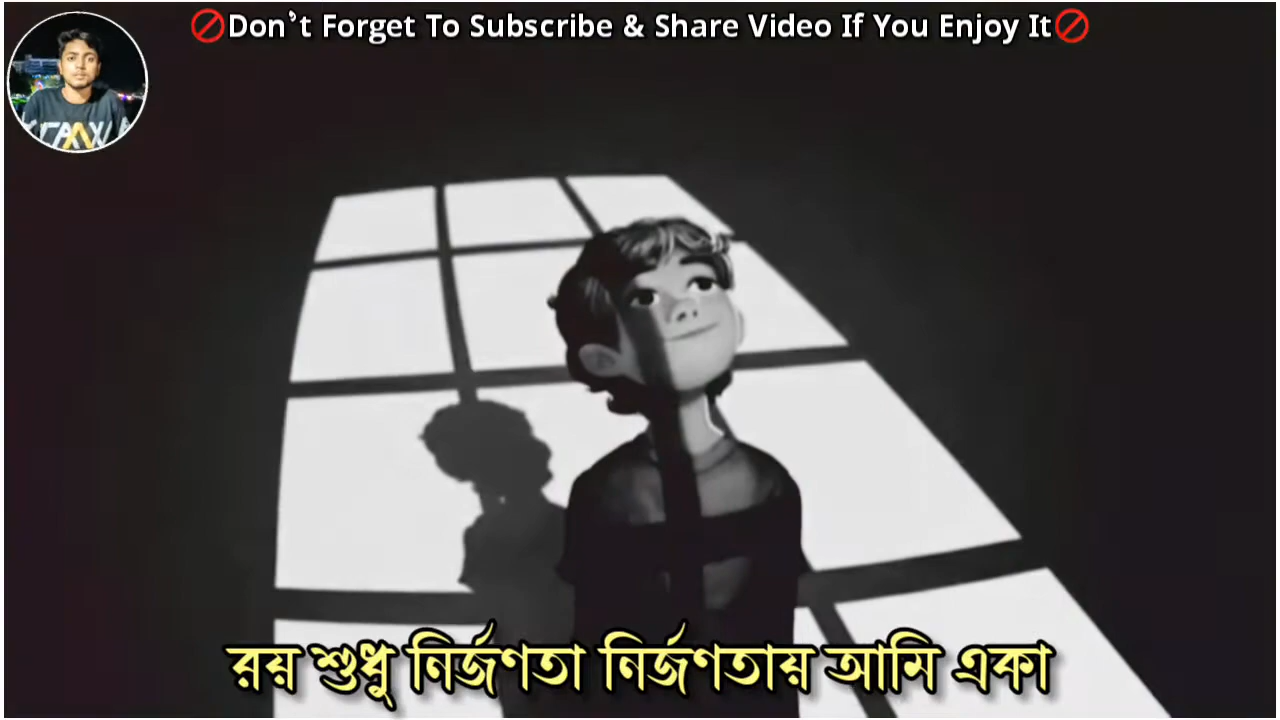 🚫Don't Forget To Subscribe & Share Video If You Enjoy It🚫
রয় শুধু নির্জণতা নির্জণতায় আমি একা